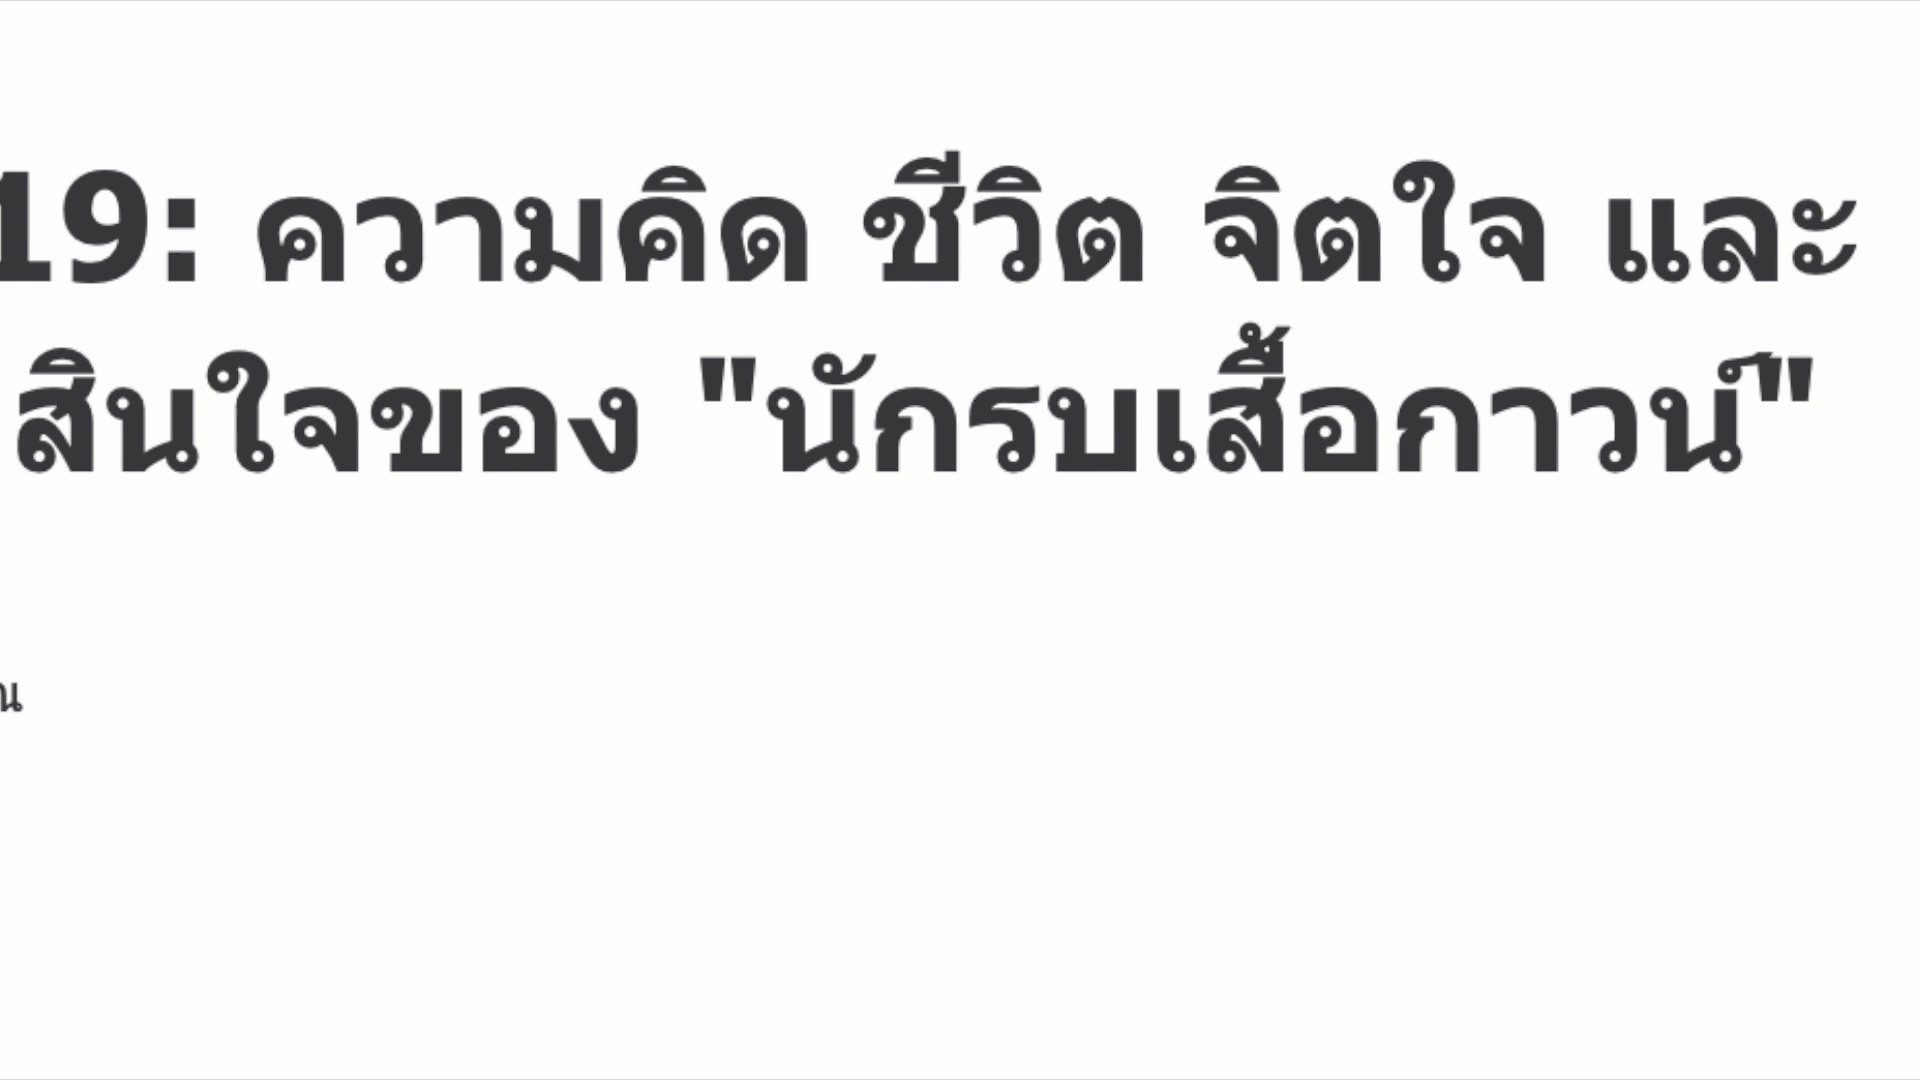 19: ความคิด ชีวิต จิตใจ และ
สินใจของ "นักรบเสื้อกาวน์"
ณ